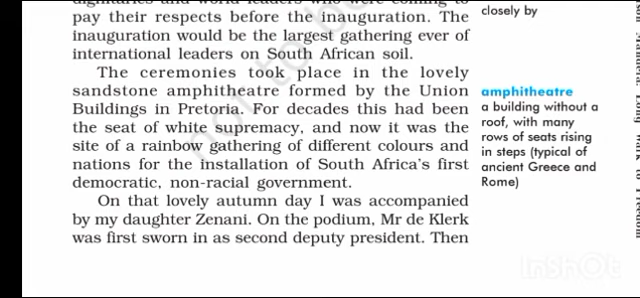 dignitaries and world leaders who were coming to
pay their respects before the inauguration. The
inauguration would be the largest gathering ever of
international leaders on South African soil.
The ceremonies took place in the lovely
sandstone amphitheatre formed by the Union
Buildings in Pretoria. For decades this had been
the seat of white supremacy, and now it was the
site of a rainbow gathering of different colours and
nations for the installation of South Africa's first
democratic, non-racial government.
On that lovely autumn day I was accompanied
by my daughter Zenani. On the podium, Mr de Klerk
was first sworn in as second deputy president. Then
closely by
amphitheatre
a building without a
roof, with many
rows of seats rising
in steps (typical of
ancient Greece and
Rome)
not to be
InShOt